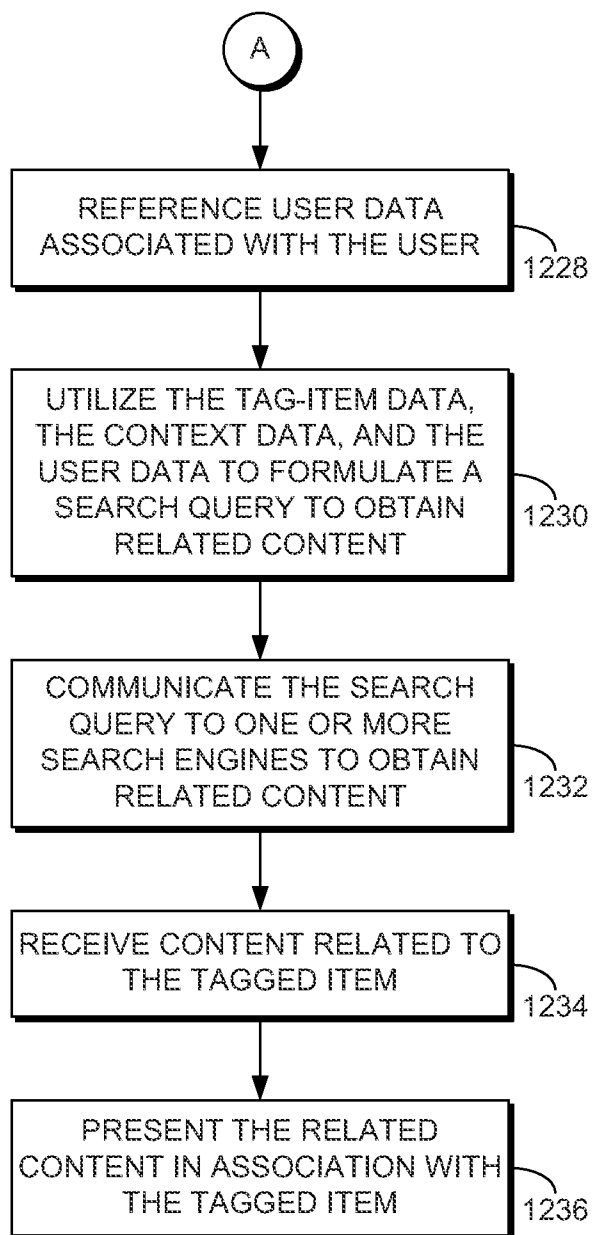 A
REFERENCE USER DATA
ASSOCIATED WITH THE USER
1228
UTILIZE THE TAG-ITEM DATA,
THE CONTEXT DATA, AND THE
USER DATA TO FORMULATE A
SEARCH QUERY TO OBTAIN
RELATED CONTENT
1230
COMMUNICATE THE SEARCH
QUERY TO ONE OR MORE
SEARCH ENGINES TO OBTAIN
RELATED CONTENT
1232
RECEIVE CONTENT RELATED TO
THE TAGGED ITEM
1234
PRESENT THE RELATED
CONTENT IN ASSOCIATION WITH
THE TAGGED ITEM
1236